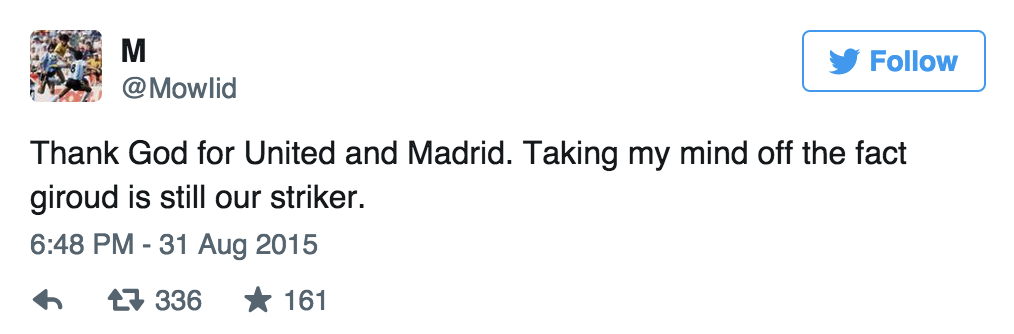 M
@Mowlid
Follow
Thank God for United and Madrid. Taking my mind off the fact
giroud is still our striker.
6:48 PM - 31 Aug 2015
336 161